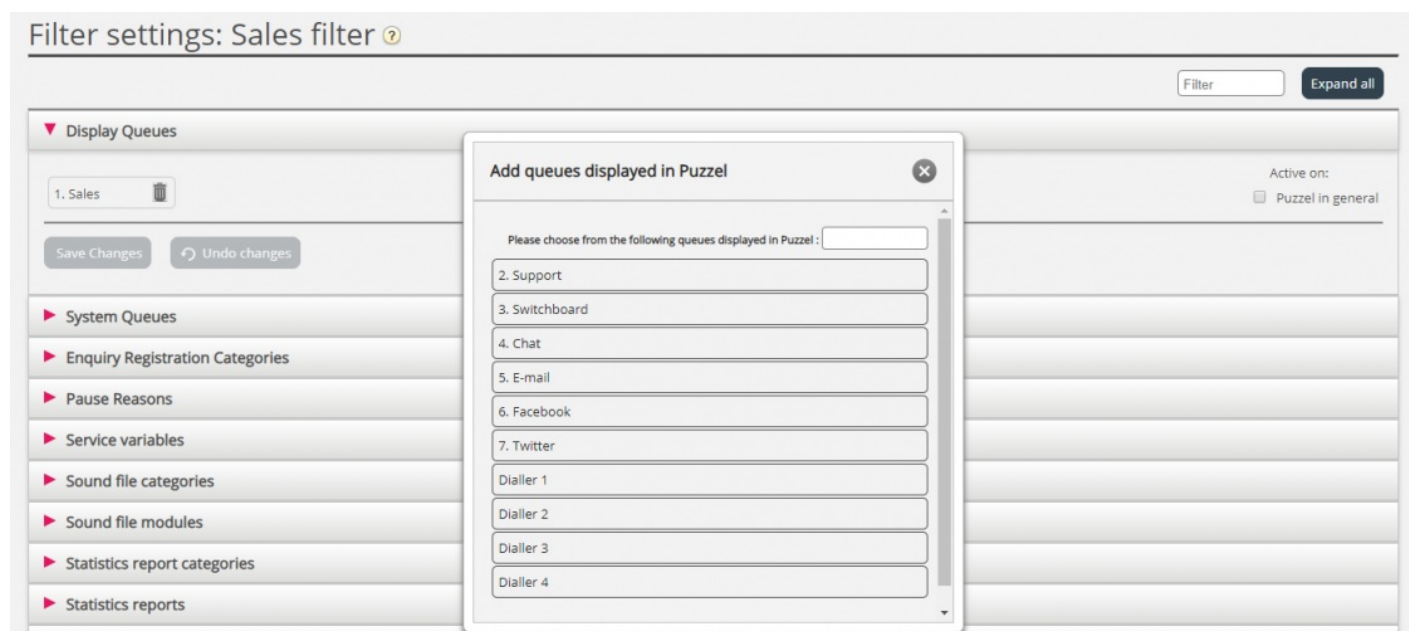 Filter settings: Sales filter ?
Filter
Expand all
Display Queues
1. Sales
Active on:
Puzzel in general
Save Changes
Undo changes
System Queues
Enquiry Registration Categories
Pause Reasons
Service variables
Sound file categories
Sound file modules
Statistics report categories
Statistics reports
Add queues displayed in Puzzel
Please choose from the following queues displayed in Puzzel :
2. Support
3. Switchboard
4. Chat
5. E-mail
6. Facebook
7. Twitter
Dialler 1
Dialler 2
Dialler 3
Dialler 4